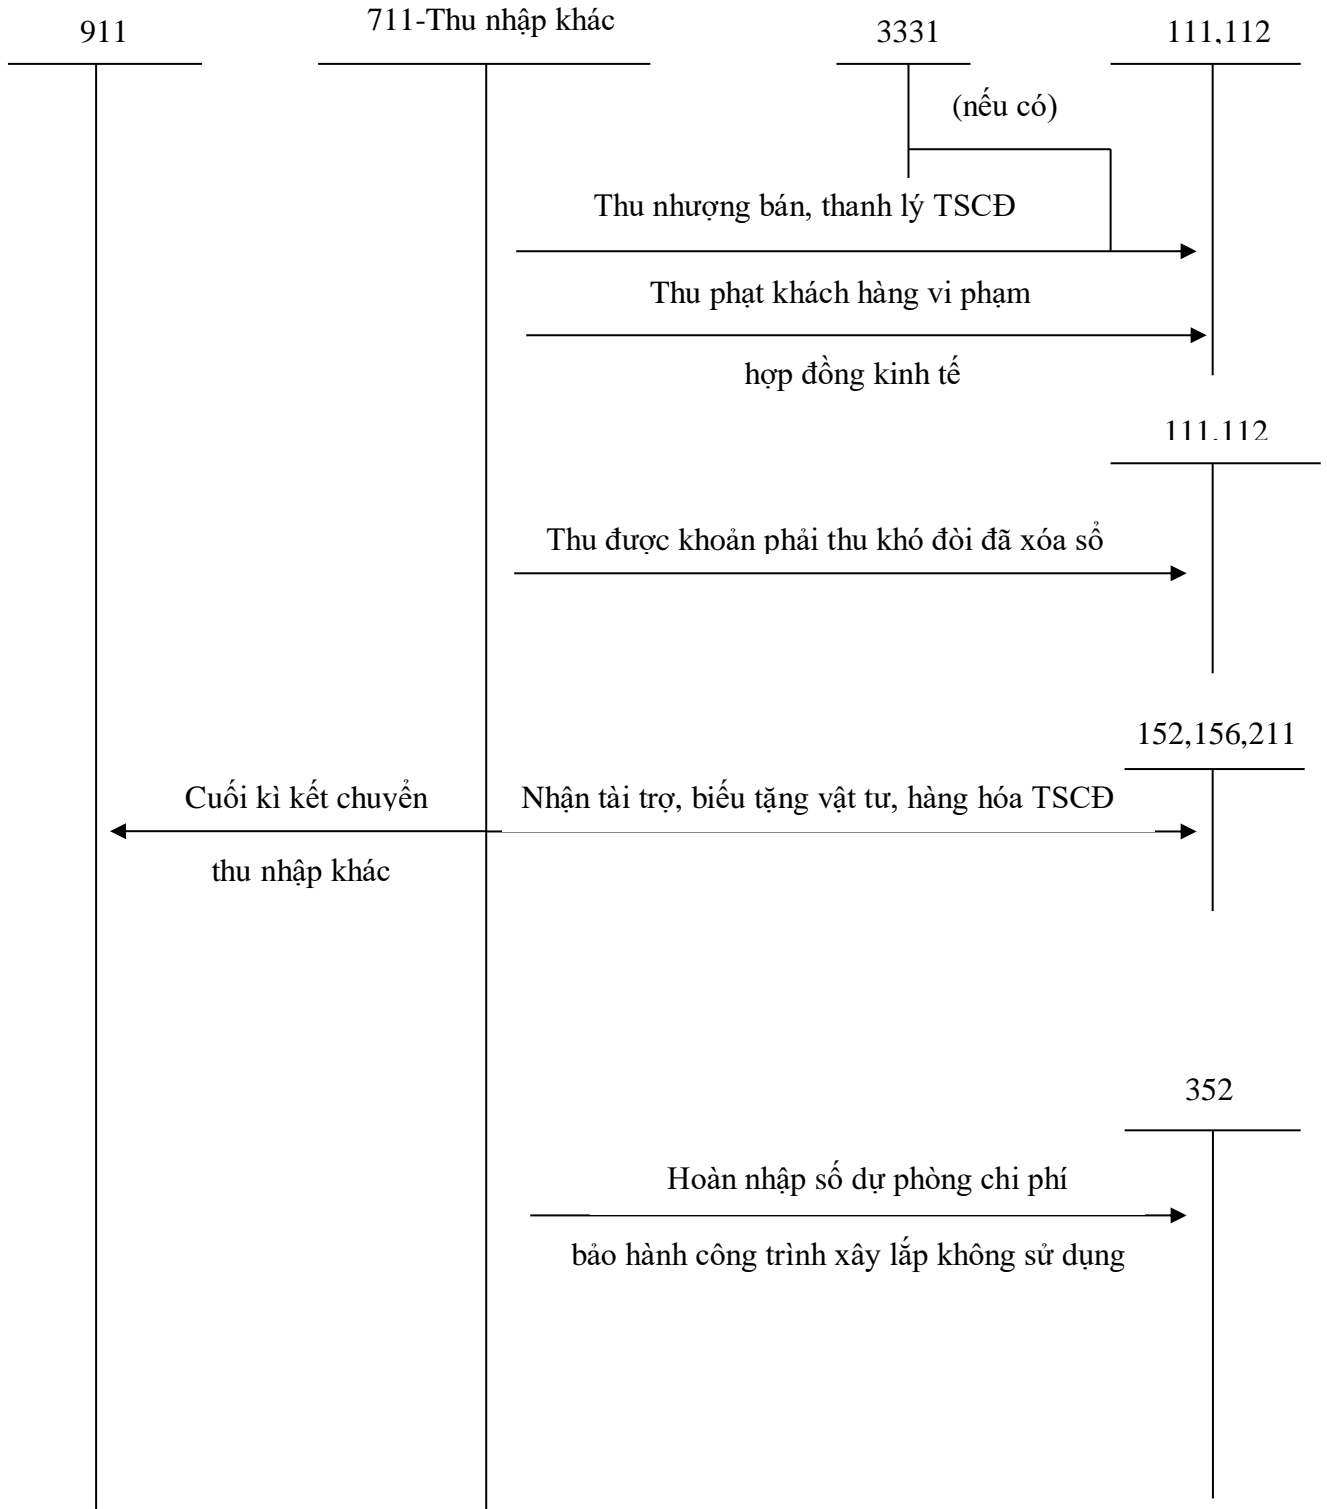 911
711-Thu nhập khác
3331
111,112
(nếu có)
Thu nhượng bán, thanh lý TSCĐ
Thu phạt khách hàng vi phạm
hợp đồng kinh tế
111,112
Thu được khoản phải thu khó đòi đã xóa sổ
152,156,211
Cuối kì kết chuyển
Nhận tài trợ, biếu tặng vật tư, hàng hóa TSCĐ
thu nhập khác
352
Hoàn nhập số dự phòng chi phí
bảo hành công trình xây lắp không sử dụng